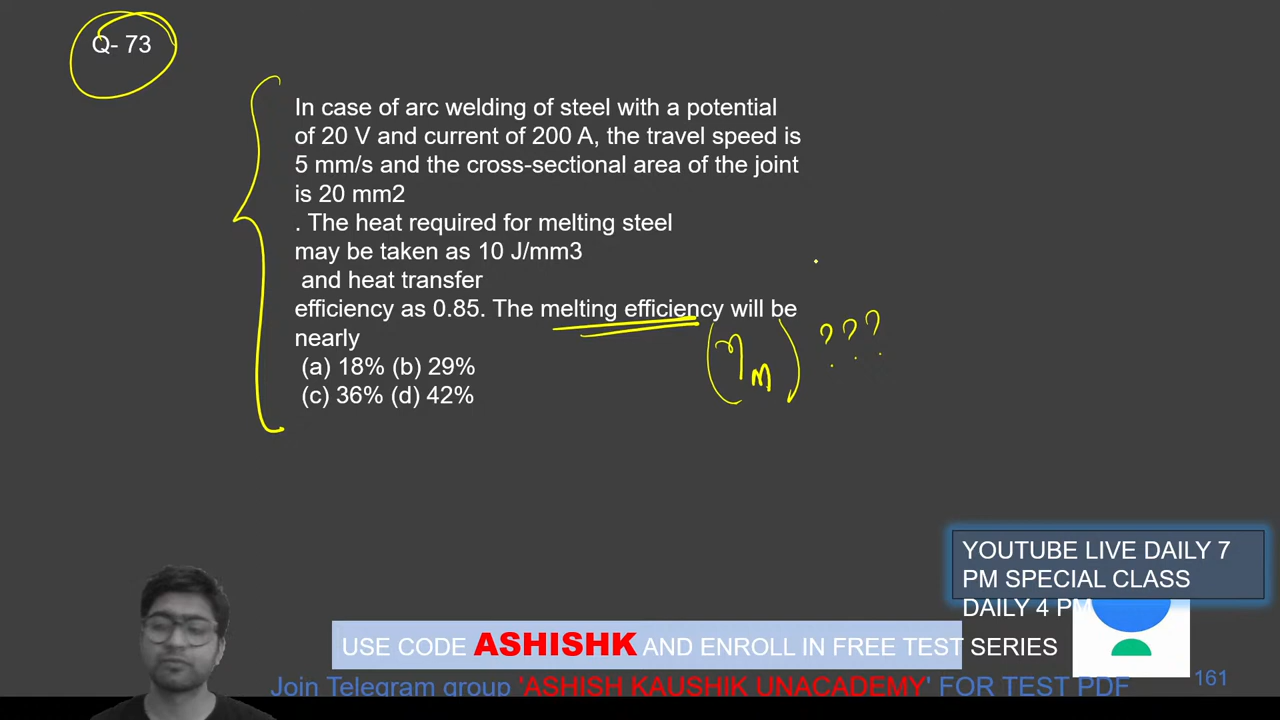 Q- 73
In case of arc welding of steel with a potential
of 20 V and current of 200 A, the travel speed is
5 mm/s and the cross-sectional area of the joint
is 20 mm2
. The heat required for melting steel
may be taken as 10 J/mm3
and heat transfer
efficiency as 0.85. The melting efficiency will be
nearly
(a) 18% (b) 29%
(c) 36% (d) 42%
(η_m) ???
YOUTUBE LIVE DAILY 7
PM SPECIAL CLASS
DAILY 4 PM
USE CODE ASHISHK AND ENROLL IN FREE TEST SERIES
Join Telegram group 'ASHISH KAUSHIK UNACADEMY' FOR TEST PDF
161